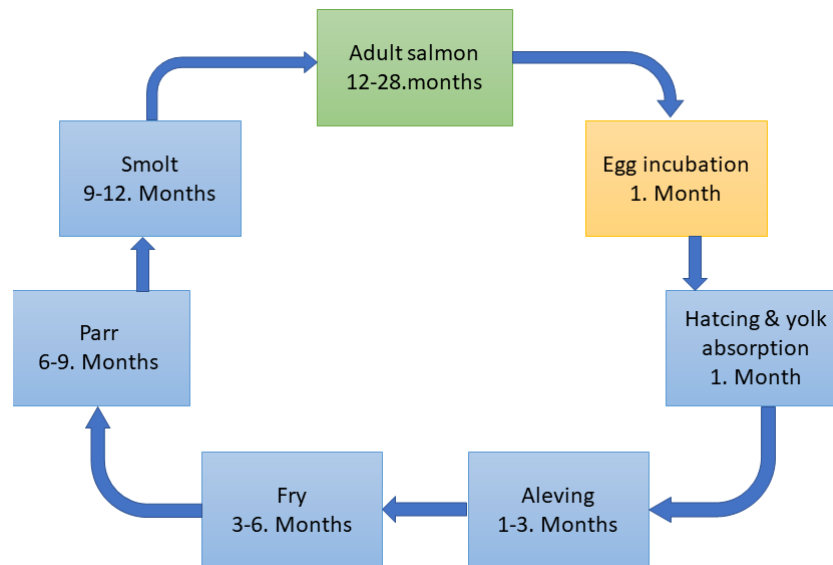 Adult salmon
12-28.months
Egg incubation
1. Month
Hatcing & yolk
absorption
1. Month
Aleving
1-3. Months
Fry
3-6. Months
Parr
6-9. Months
Smolt
9-12. Months